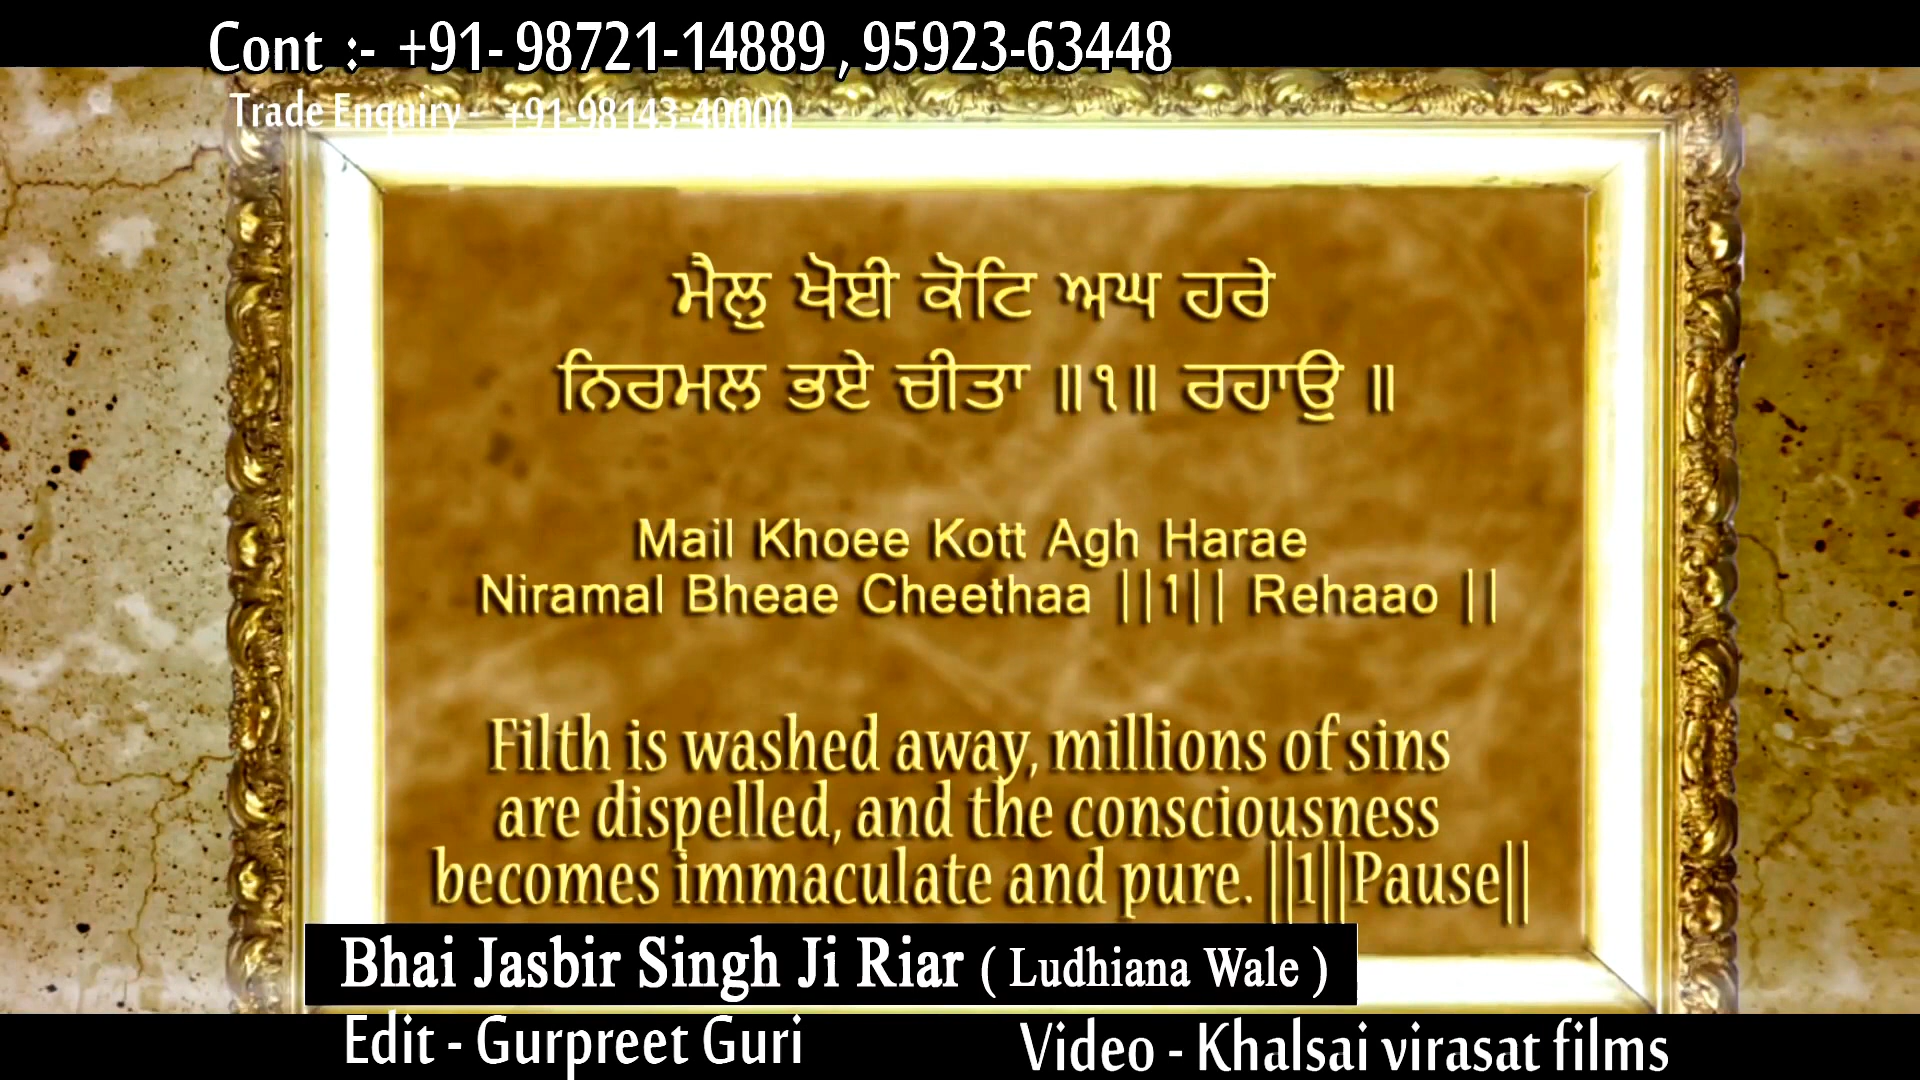 Cont :- +91- 98721-14889 , 95923-63448
Trade Enquiry - +91-98143-40000
ਮੈਲੁ ਖੋਈ ਕੋਟਿ ਅਘ ਹਰੇ
ਨਿਰਮਲ ਭਏ ਚੀਤਾ ॥੧॥ ਰਹਾਉ ॥
Mail Khoee Kott Agh Harae
Niramal Bheae Cheethaa ||1|| Rehaao ||
Filth is washed away, millions of sins
are dispelled, and the consciousness
becomes immaculate and pure. ||1||Pause||
Bhai Jasbir Singh Ji Riar ( Ludhiana Wale )
Edit - Gurpreet Guri
Video - Khalsai virasat films